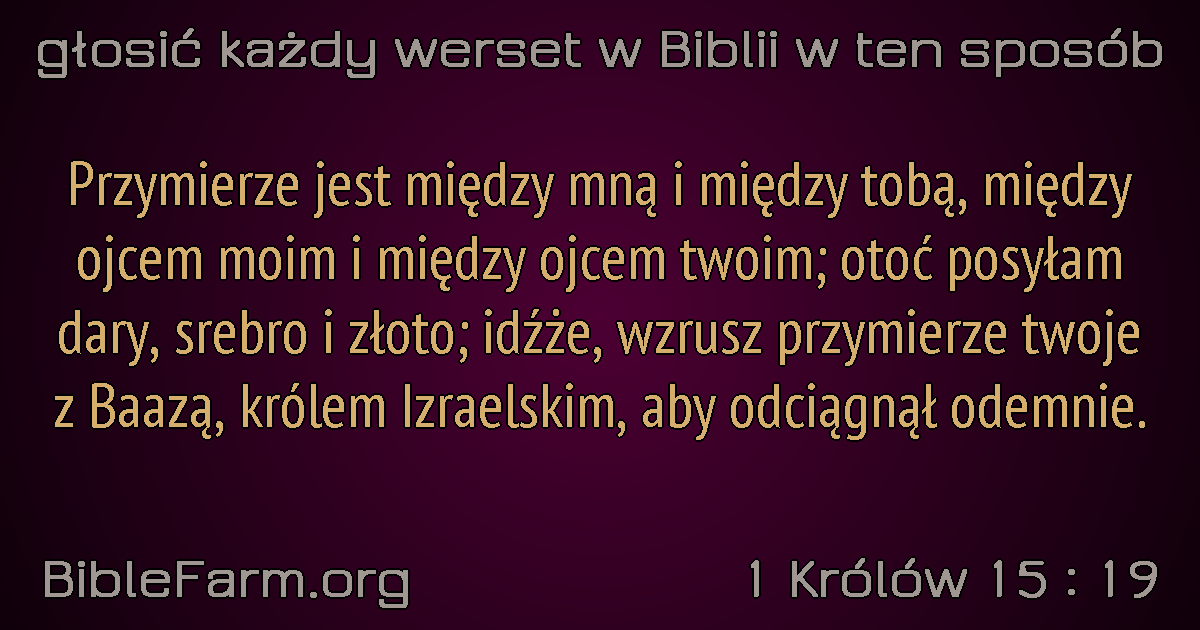 głosić każdy werset w Biblii w ten sposób
Przymierze jest między mną i między tobą, między
ojcem moim i między ojcem twoim; otoć posyłam
dary, srebro i złoto; idźże, wzrusz przymierze twoje
z Baazą, królem Izraelskim, aby odciągnął odemnie.
BibleFarm.org
1 Królów 15 : 19